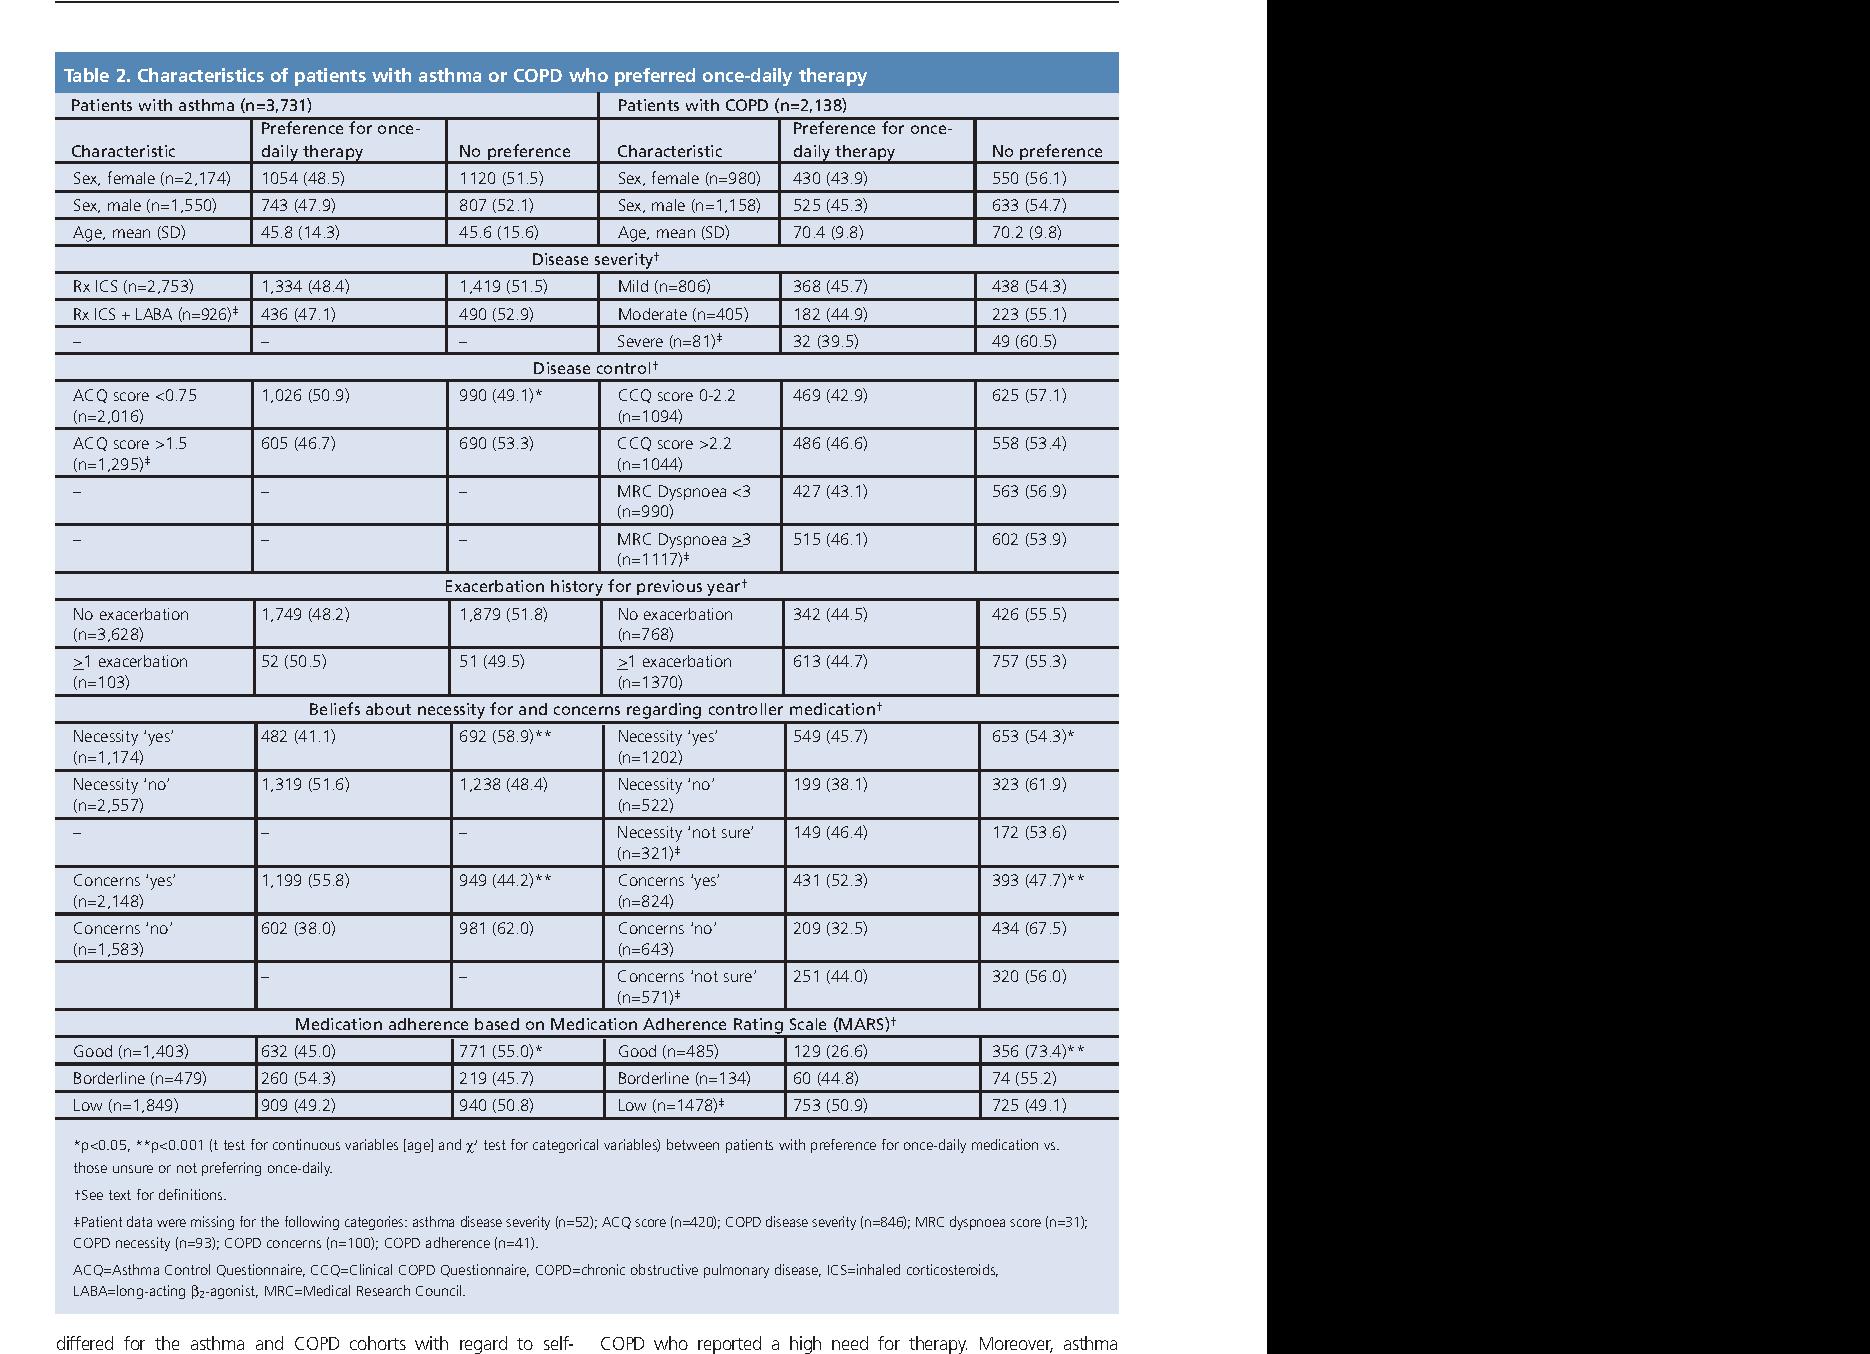 Table 2. Characteristics of patients with asthma or COPD who preferred once-daily therapy
Patients with asthma (n=3,731) Patients with COPD (n=2,138)
Preference for once- Preference for once-
Characteristic daily therapy No preference Characteristic daily therapy No preference
Sex, female (n=2,174) 1054 (48.5) 1120 (51.5) Sex, female (n=980) 430 (43.9) 550 (56.1)
Sex, male (n=1,550) 743 (47.9) 807 (52.1) Sex, male (n=1,158) 525 (45.3) 633 (54.7)
Age, mean (SD) 45.8 (14.3) 45.6 (15.6) Age, mean (SD) 70.4 (9.8) 70.2 (9.8)
Disease severity†
Rx ICS (n=2,753) 1,334 (48.4) 1,419 (51.5) Mild (n=806) 368 (45.7) 438 (54.3)
Rx ICS + LABA (n=926)‡ 436 (47.1) 490 (52.9) Moderate (n=405) 182 (44.9) 223 (55.1)
– – – Severe (n=81)‡ 32 (39.5) 49 (60.5)
Disease control†
ACQ score <0.75 1,026 (50.9) 990 (49.1)* CCQ score 0-2.2 469 (42.9) 625 (57.1)
(n=2,016) (n=1094)
ACQ score >1.5 605 (46.7) 690 (53.3) CCQ score >2.2 486 (46.6) 558 (53.4)
(n=1,295)‡ (n=1044)
– – – MRC Dyspnoea <3 427 (43.1) 563 (56.9)
(n=990)
– – – MRC Dyspnoea ≥3 515 (46.1) 602 (53.9)
(n=1117)‡
Exacerbation history for previous year†
No exacerbation 1,749 (48.2) 1,879 (51.8) No exacerbation 342 (44.5) 426 (55.5)
(n=3,628) (n=768)
≥1 exacerbation 52 (50.5) 51 (49.5) ≥1 exacerbation 613 (44.7) 757 (55.3)
(n=103) (n=1370)
Beliefs about necessity for and concerns regarding controller medication†
Necessity ‘yes’ 482 (41.1) 692 (58.9)** Necessity ‘yes’ 549 (45.7) 653 (54.3)*
(n=1,174) (n=1202)
Necessity ‘no’ 1,319 (51.6) 1,238 (48.4) Necessity ‘no’ 199 (38.1) 323 (61.9)
(n=2,557) (n=522)
– – – Necessity ‘not sure’ 149 (46.4) 172 (53.6)
(n=321)‡
Concerns ‘yes’ 1,199 (55.8) 949 (44.2)** Concerns ‘yes’ 431 (52.3) 393 (47.7)**
(n=2,148) (n=824)
Concerns ‘no’ 602 (38.0) 981 (62.0) Concerns ‘no’ 209 (32.5) 434 (67.5)
(n=1,583) (n=643)
– – Concerns ‘not sure’ 251 (44.0) 320 (56.0)
(n=571)‡
Medication adherence based on Medication Adherence Rating Scale (MARS)†
Good (n=1,403) 632 (45.0) 771 (55.0)* Good (n=485) 129 (26.6) 356 (73.4)**
Borderline (n=479) 260 (54.3) 219 (45.7) Borderline (n=134) 60 (44.8) 74 (55.2)
Low (n=1,849) 909 (49.2) 940 (50.8) Low (n=1478)‡ 753 (50.9) 725 (49.1)
*p<0.05, **p<0.001 (t test for continuous variables [age] and χ² test for categorical variables) between patients with preference for once-daily medication vs.
those unsure or not preferring once-daily.
†See text for definitions.
‡Patient data were missing for the following categories: asthma disease severity (n=52); ACQ score (n=420); COPD disease severity (n=846); MRC dyspnoea score (n=31);
COPD necessity (n=93); COPD concerns (n=100); COPD adherence (n=41).
ACQ=Asthma Control Questionnaire, CCQ=Clinical COPD Questionnaire, COPD=chronic obstructive pulmonary disease, ICS=inhaled corticosteroids,
LABA=long-acting β₂-agonist, MRC=Medical Research Council.
differed for the asthma and COPD cohorts with regard to self-
COPD who reported a high need for therapy. Moreover, asthma